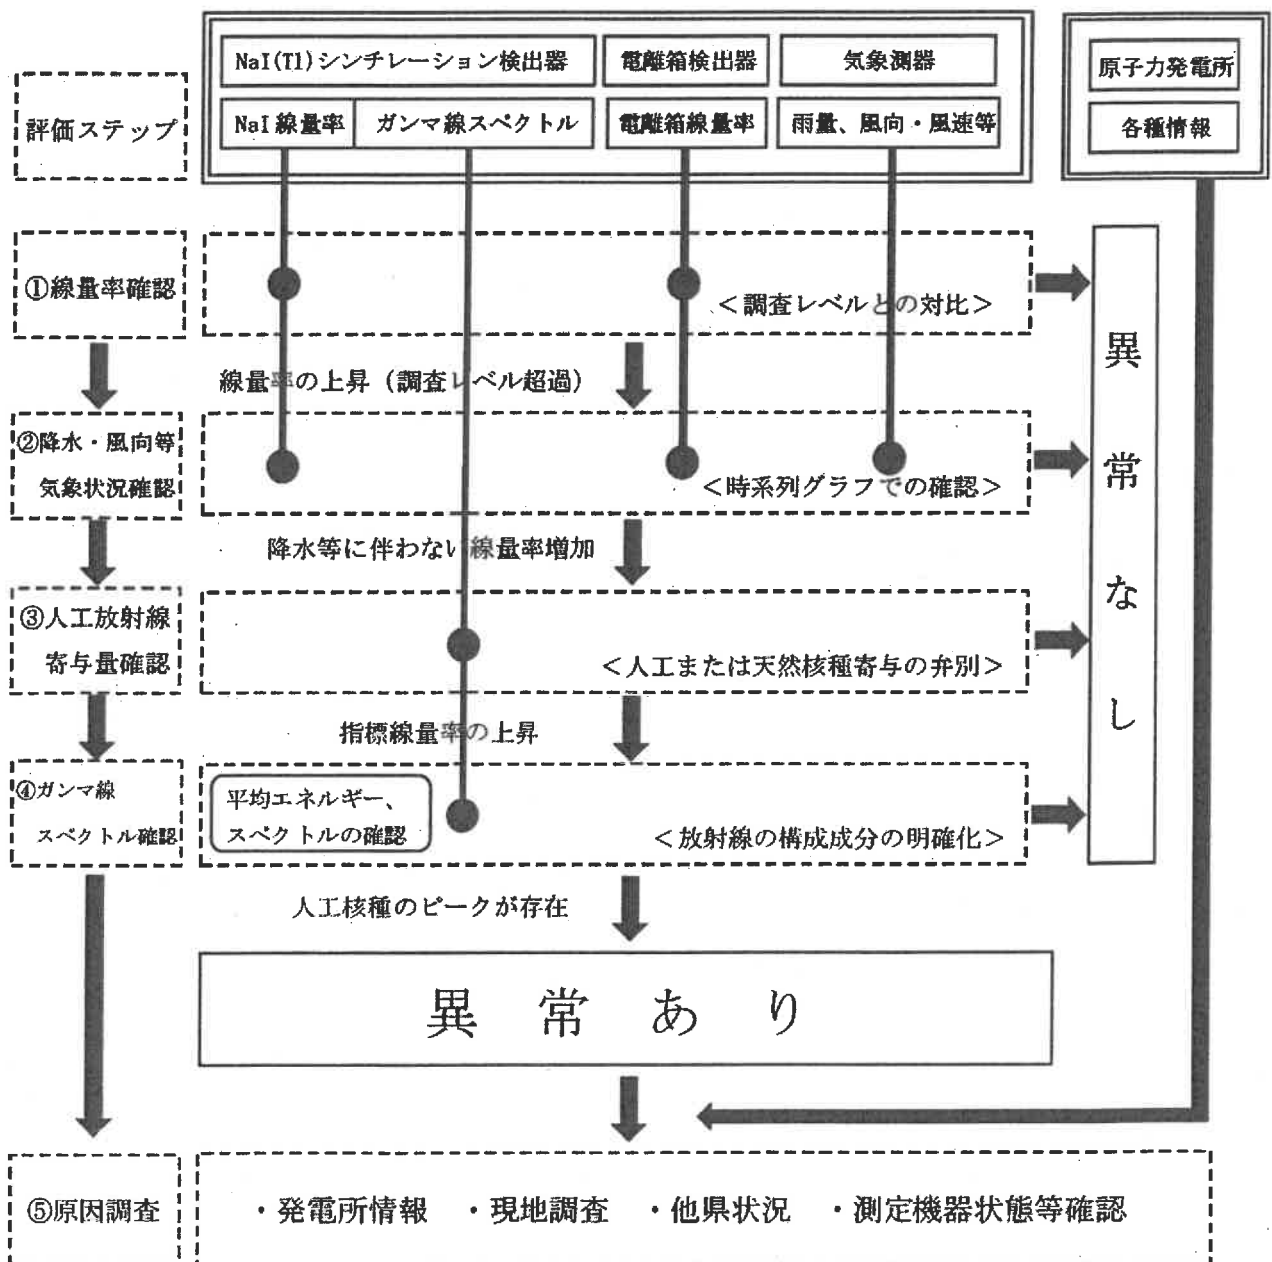 評価ステップ
NaI(Tl)シンチレーション検出器
電離箱検出器
気象測器
NaI線量率
ガンマ線スペクトル
電離箱線量率
雨量、風向・風速等
原子力発電所
各種情報
①線量率確認
<調査レベルとの対比>
線量率の上昇(調査レベル超過)
②降水・風向等
気象状況確認
<時系列グラフでの確認>
降水等に伴わない線量率増加
③人工放射線
寄与量確認
<人工または天然核種寄与の弁別>
指標線量率の上昇
④ガンマ線
スペクトル確認
平均エネルギー、
スペクトルの確認
<放射線の構成成分の明確化>
異常なし
人工核種のピークが存在
異常あり
⑤原因調査
・発電所情報 ・現地調査 ・他県状況 ・測定機器状態等確認